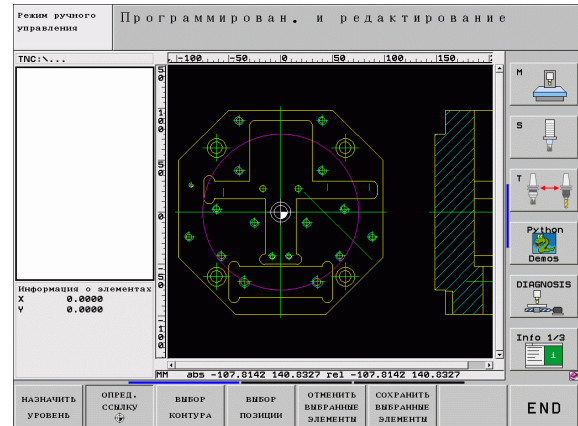 Режим ручного
управления
Программирован. и редактирование
TNC:\...
-100 -50 0 50 100 150
M
S
T
Python
Demos
DIAGNOSIS
Info 1/3
Информация о элементах
X 0.0000
Y 0.0000
MM abs -107.8142 140.8327 rel -107.8142 140.8327
НАЗНАЧИТЬ
УРОВЕНЬ
ОПРЕД.
ССЫЛКУ
ВЫБОР
КОНТУРА
ВЫБОР
ПОЗИЦИИ
ОТМЕНИТЬ
ВЫБРАННЫЕ
ЭЛЕМЕНТЫ
СОХРАНИТЬ
ВЫБРАННЫЕ
ЭЛЕМЕНТЫ
END